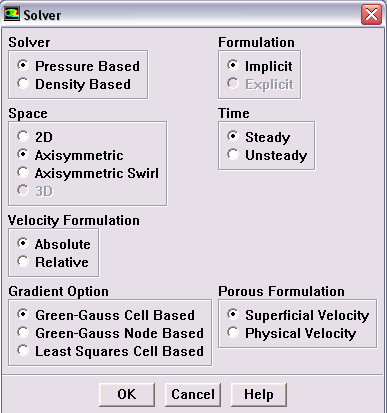 Solver
Solver
Pressure Based
Density Based
Formulation
Implicit
Explicit
Space
2D
Axisymmetric
Axisymmetric Swirl
3D
Time
Steady
Unsteady
Velocity Formulation
Absolute
Relative
Gradient Option
Green-Gauss Cell Based
Green-Gauss Node Based
Least Squares Cell Based
Porous Formulation
Superficial Velocity
Physical Velocity
OK
Cancel
Help